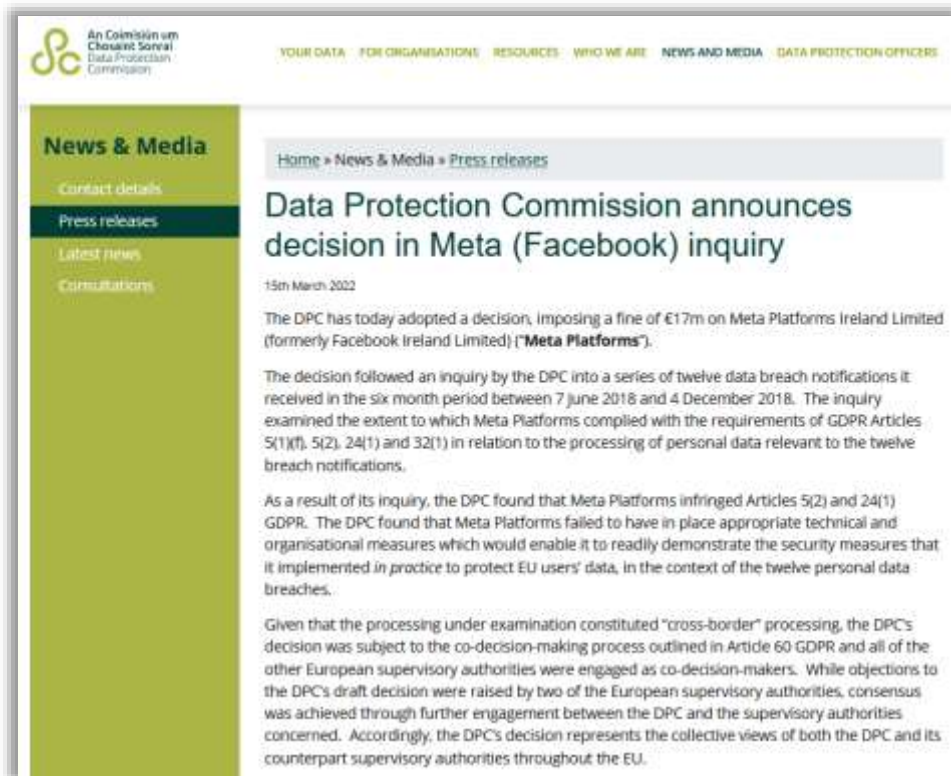 An Coimisiún um
Chosaint Sonraí
Data Protection
Commission
YOUR DATA FOR ORGANISATIONS RESOURCES WHO WE ARE NEWS AND MEDIA DATA PROTECTION OFFICERS
News & Media
Contact details
Press releases
Latest news
Consultations
Home » News & Media » Press releases
Data Protection Commission announces
decision in Meta (Facebook) inquiry
15th March 2022
The DPC has today adopted a decision, imposing a fine of €17m on Meta Platforms Ireland Limited
(formerly Facebook Ireland Limited) ("Meta Platforms").
The decision followed an inquiry by the DPC into a series of twelve data breach notifications it
received in the six month period between 7 June 2018 and 4 December 2018. The inquiry
examined the extent to which Meta Platforms complied with the requirements of GDPR Articles
5(1)(f), 5(2), 24(1) and 32(1) in relation to the processing of personal data relevant to the twelve
breach notifications.
As a result of its inquiry, the DPC found that Meta Platforms infringed Articles 5(2) and 24(1)
GDPR. The DPC found that Meta Platforms failed to have in place appropriate technical and
organisational measures which would enable it to readily demonstrate the security measures that
it implemented in practice to protect EU users' data, in the context of the twelve personal data
breaches.
Given that the processing under examination constituted "cross-border" processing, the DPC's
decision was subject to the co-decision-making process outlined in Article 60 GDPR and all of the
other European supervisory authorities were engaged as co-decision-makers. While objections to
the DPC's draft decision were raised by two of the European supervisory authorities, consensus
was achieved through further engagement between the DPC and the supervisory authorities
concerned. Accordingly, the DPC's decision represents the collective views of both the DPC and its
counterpart supervisory authorities throughout the EU.